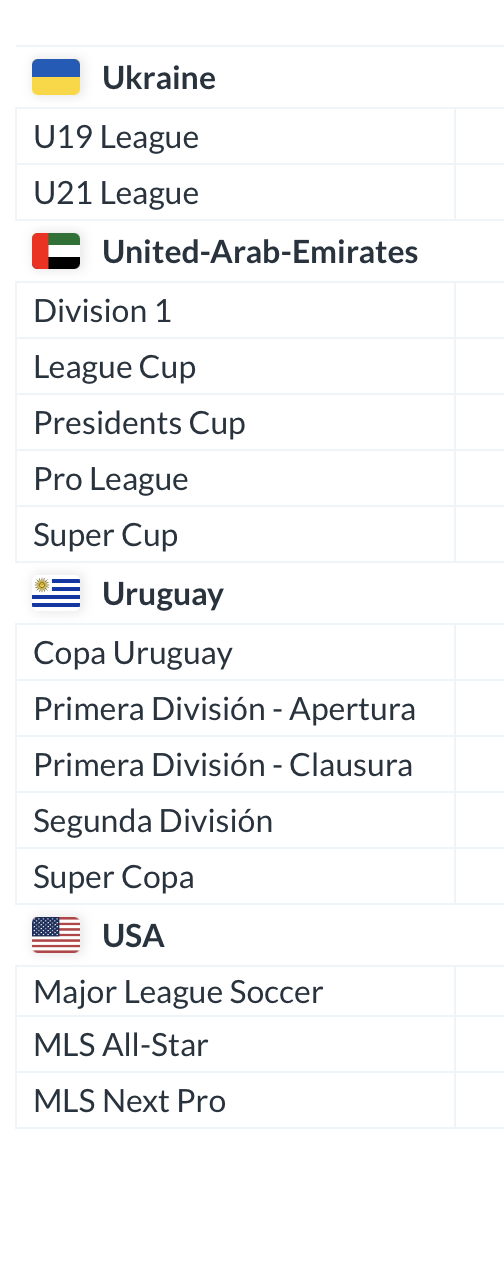 Ukraine
U19 League
U21 League
United-Arab-Emirates
Division 1
League Cup
Presidents Cup
Pro League
Super Cup
Uruguay
Copa Uruguay
Primera División - Apertura
Primera División - Clausura
Segunda División
Super Copa
USA
Major League Soccer
MLS All-Star
MLS Next Pro